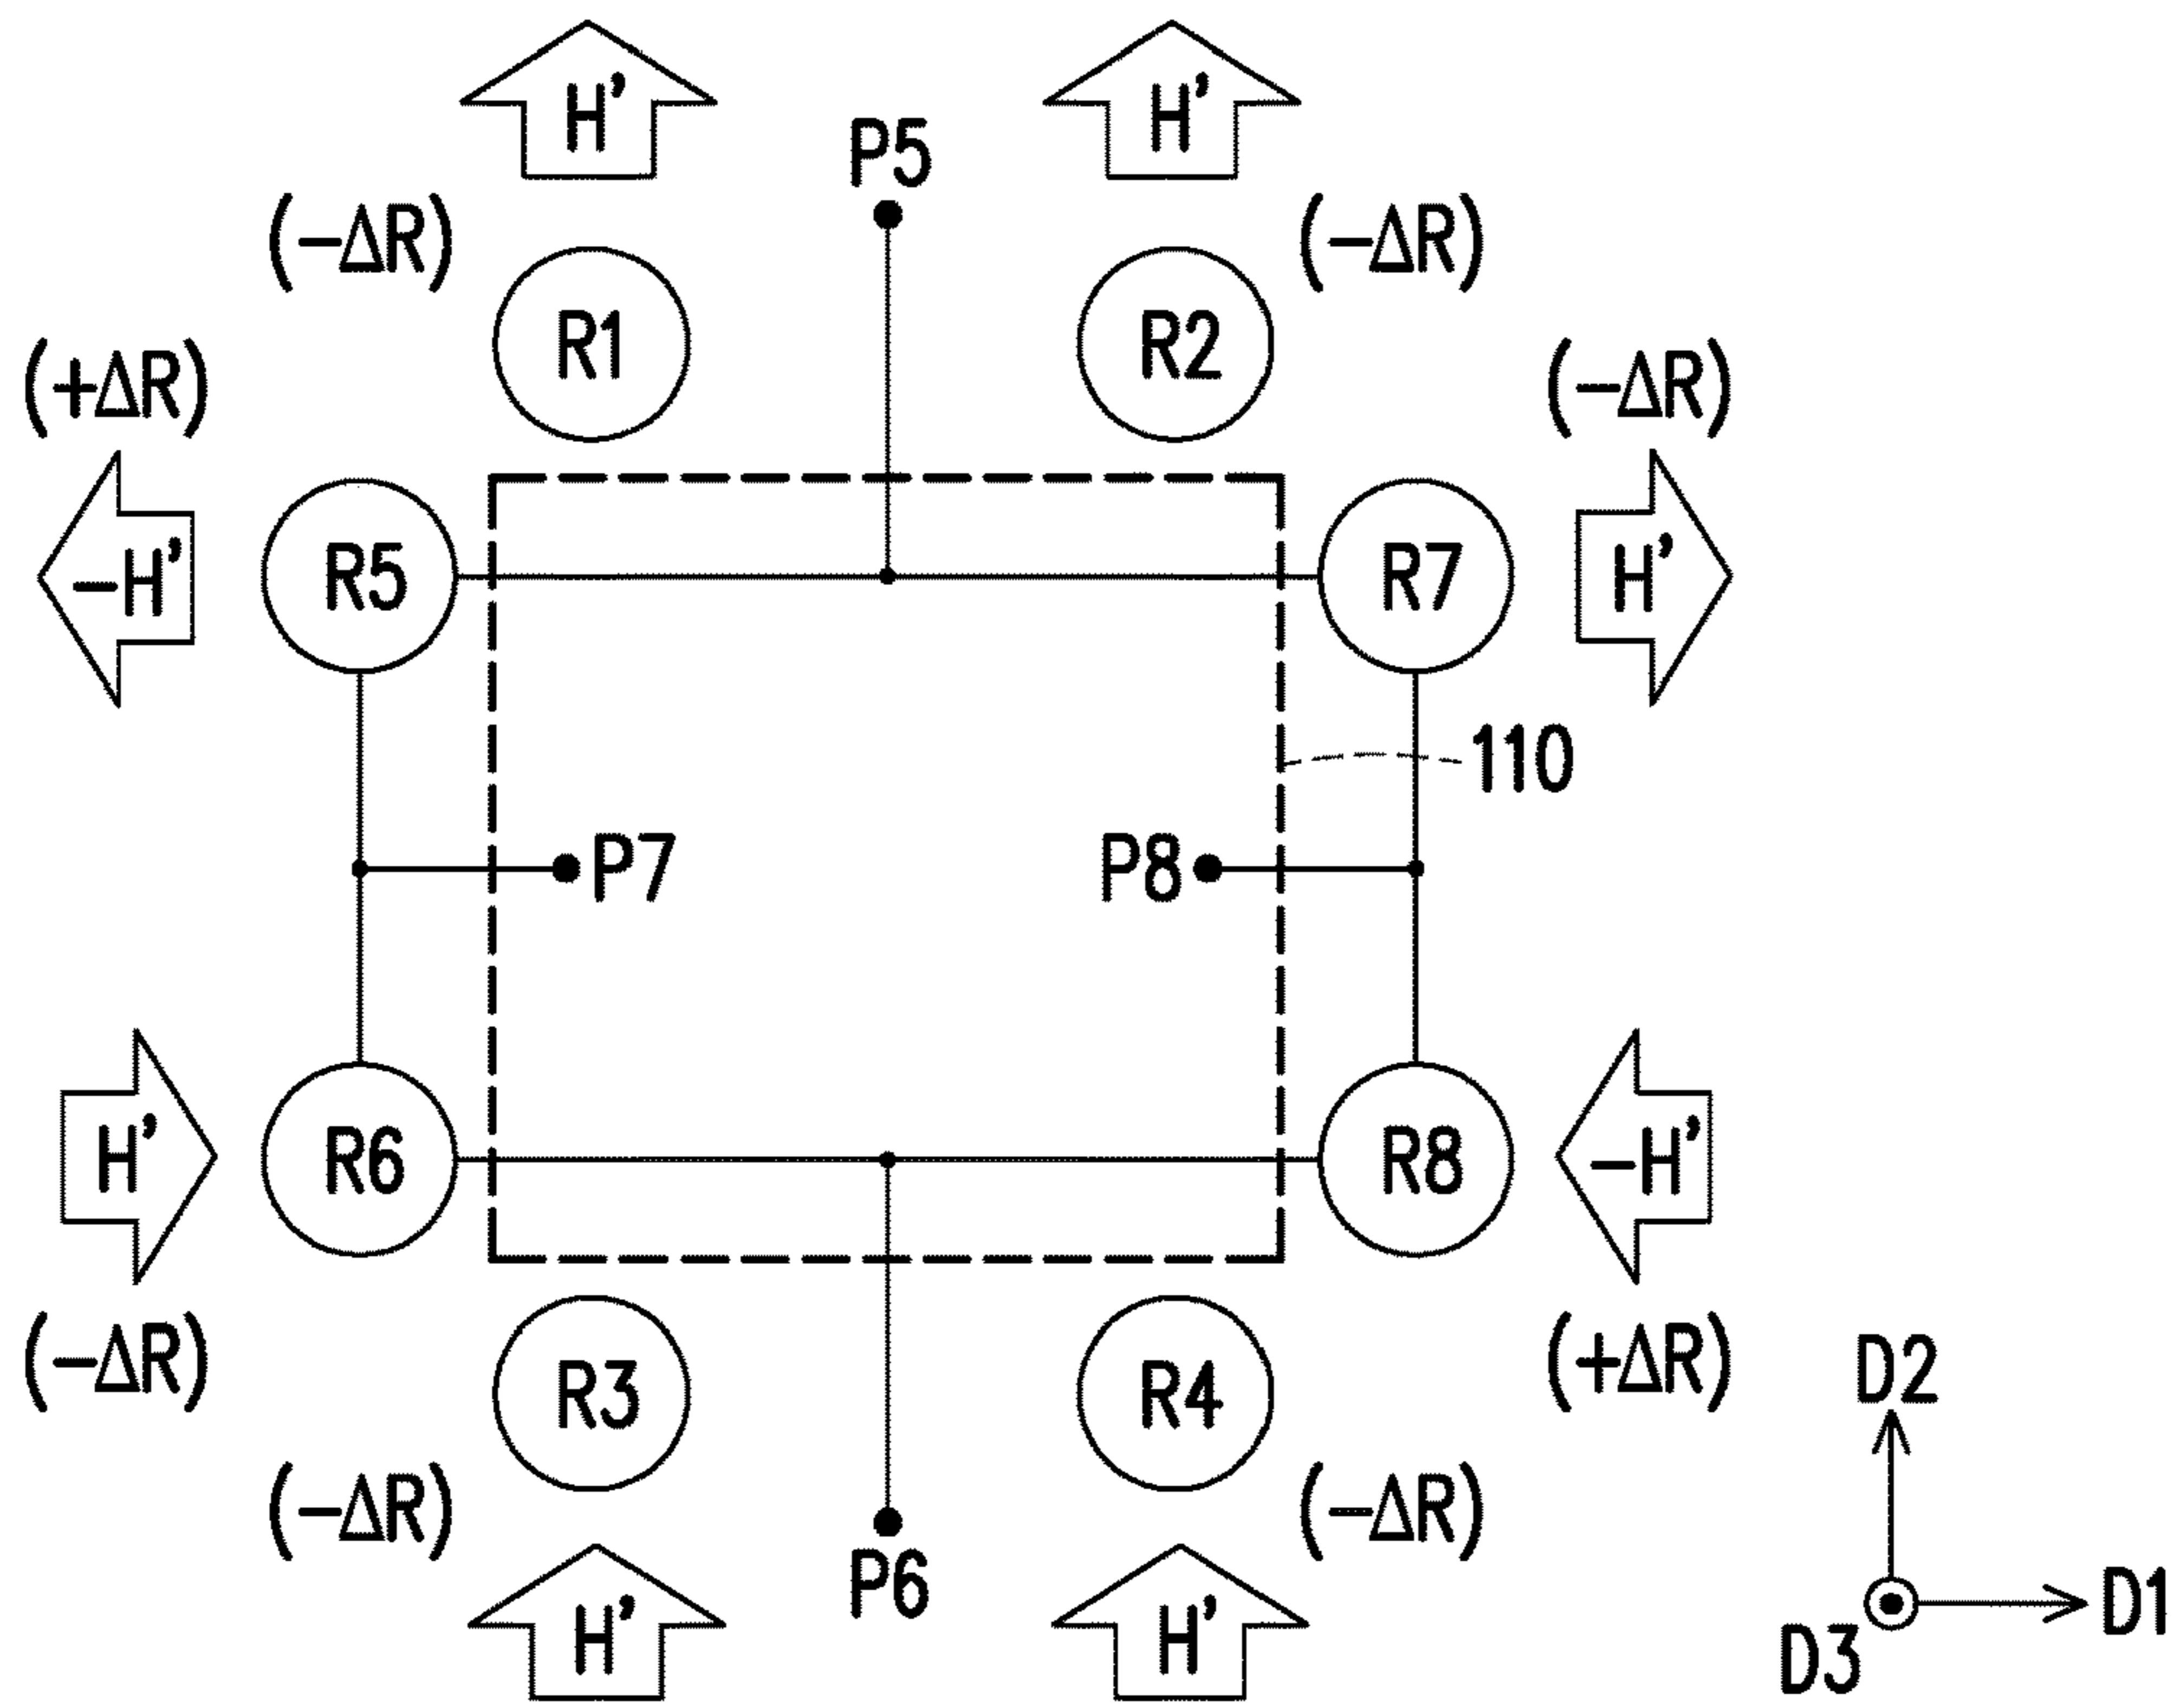 H' H'
P5
(−ΔR) (−ΔR)
R1 R2
(+ΔR) (−ΔR)
−H' R5 R7 H'
110
P7 P8
H' R6 R8 −H'
(−ΔR) (+ΔR)
D2
R3 R4
(−ΔR) (−ΔR)
P6
H' H'
D1
D3